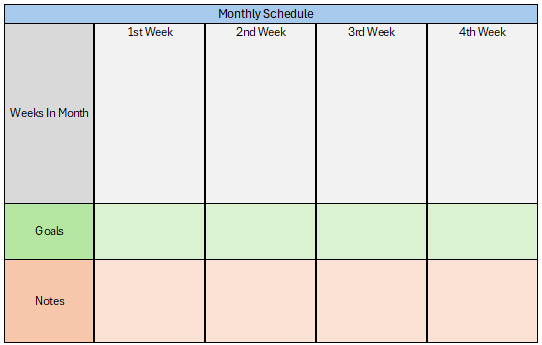 Monthly Schedule
1st Week
2nd Week
3rd Week
4th Week
Weeks In Month
Goals
Notes